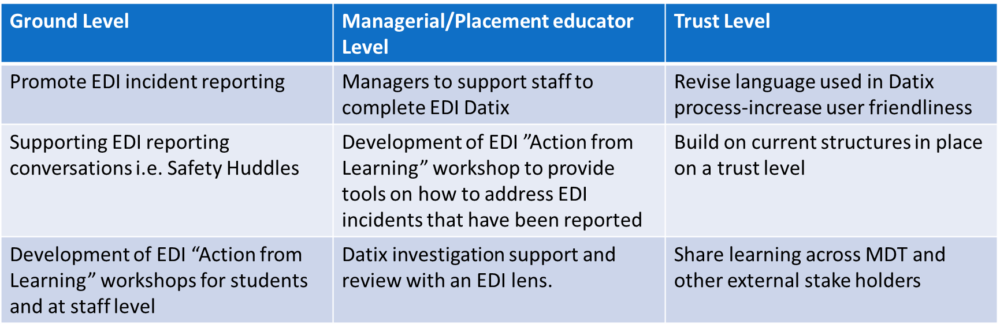 Ground Level
Managerial/Placement educator
Level
Trust Level
Promote EDI incident reporting
Managers to support staff to
complete EDI Datix
Revise language used in Datix
process-increase user friendliness
Supporting EDI reporting
conversations i.e. Safety Huddles
Development of EDI ”Action from
Learning” workshop to provide
tools on how to address EDI
incidents that have been reported
Build on current structures in place
on a trust level
Development of EDI “Action from
Learning” workshops for students
and at staff level
Datix investigation support and
review with an EDI lens.
Share learning across MDT and
other external stake holders